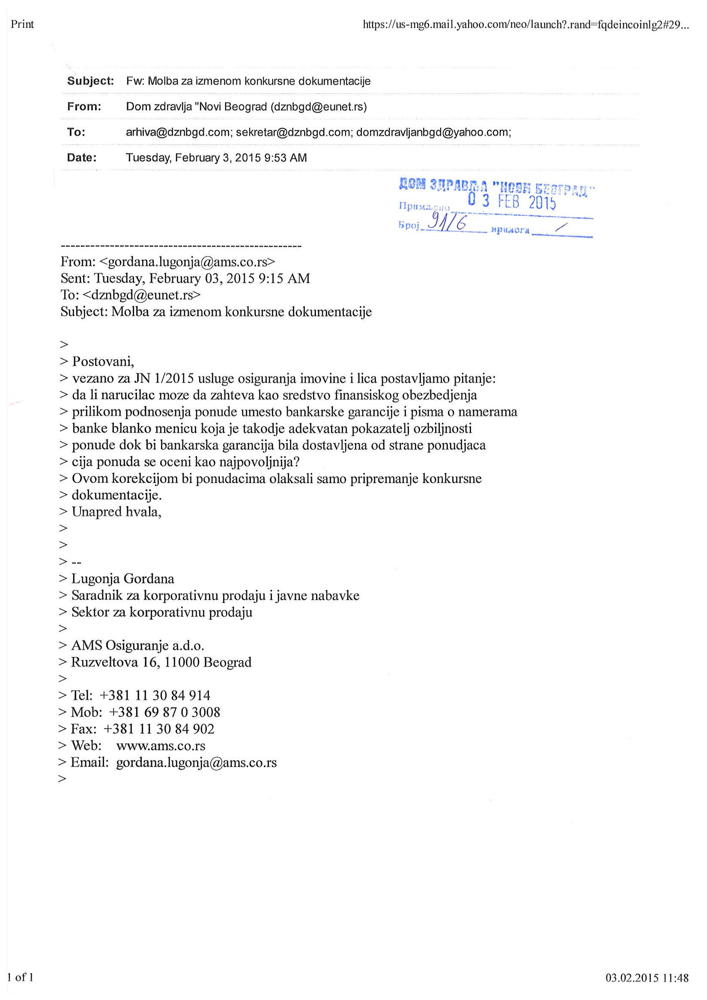 Print https://us-mg6.mail.yahoo.com/neo/launch?.rand=fqdeincoinlg2#29...
Subject: Fw: Molba za izmenom konkursne dokumentacije
From: Dom zdravlja "Novi Beograd (dznbgd@eunet.rs)
To: arhiva@dznbgd.com; sekretar@dznbgd.com; domzdravljanbgd@yahoo.com;
Date: Tuesday, February 3, 2015 9:53 AM
ДОМ ЗДРАВЉА "НОВИ БЕОГРАД"
Примљено 03 FEB 2015
Број 91/6 прилога /
-------------------------------------------------
From: <gordana.lugonja@ams.co.rs>
Sent: Tuesday, February 03, 2015 9:15 AM
To: <dznbgd@eunet.rs>
Subject: Molba za izmenom konkursne dokumentacije
>
> Postovani,
> vezano za JN 1/2015 usluge osiguranja imovine i lica postavljamo pitanje:
> da li narucilac moze da zahteva kao sredstvo finansiskog obezbedjenja
> prilikom podnosenja ponude umesto bankarske garancije i pisma o namerama
> banke blanko menicu koja je takodje adekvatan pokazatelj ozbiljnosti
> ponude dok bi bankarska garancija bila dostavljena od strane ponudjaca
> cija ponuda se oceni kao najpovoljnija?
> Ovom korekcijom bi ponudacima olaksali samo pripremanje konkursne
> dokumentacije.
> Unapred hvala,
>
>
> --
> Lugonja Gordana
> Saradnik za korporativnu prodaju i javne nabavke
> Sektor za korporativnu prodaju
>
> AMS Osiguranje a.d.o.
> Ruzveltova 16, 11000 Beograd
>
> Tel: +381 11 30 84 914
> Mob: +381 69 87 0 3008
> Fax: +381 11 30 84 902
> Web: www.ams.co.rs
> Email: gordana.lugonja@ams.co.rs
>
1 of 1 03.02.2015 11:48